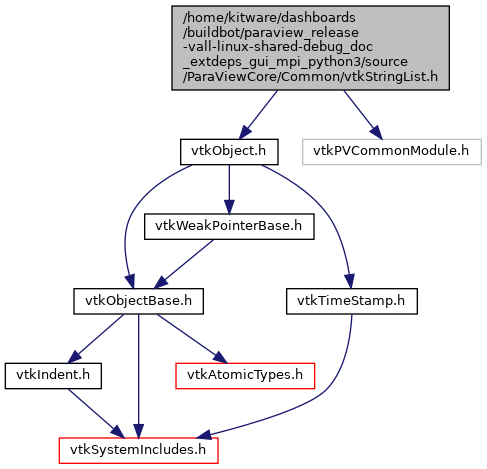 /home/kitware/dashboards
/buildbot/paraview_release
-vall-linux-shared-debug_doc
_extdeps_gui_mpi_python3/source
/ParaViewCore/Common/vtkStringList.h
vtkObject.h
vtkPVCommonModule.h
vtkWeakPointerBase.h
vtkObjectBase.h
vtkTimeStamp.h
vtkIndent.h
vtkAtomicTypes.h
vtkSystemIncludes.h